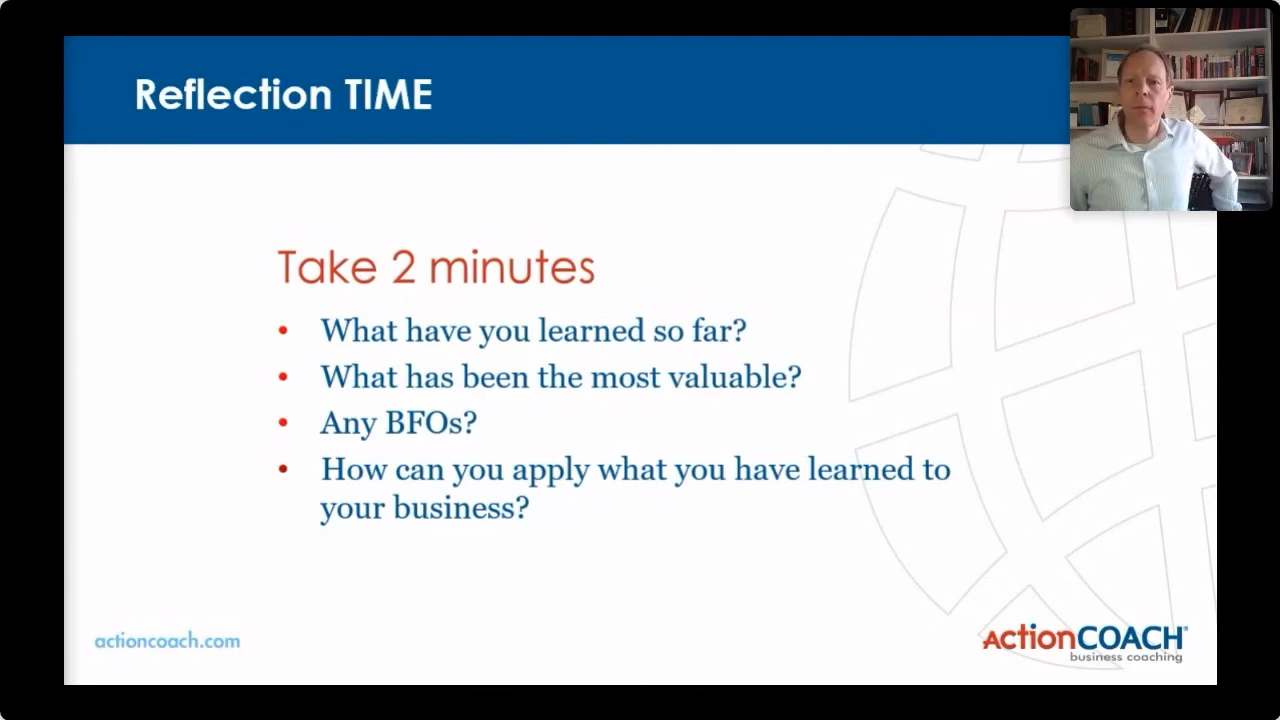 Reflection TIME
Take 2 minutes
• What have you learned so far?
• What has been the most valuable?
• Any BFOs?
• How can you apply what you have learned to
your business?
actioncoach.com
ActionCOACH®
business coaching